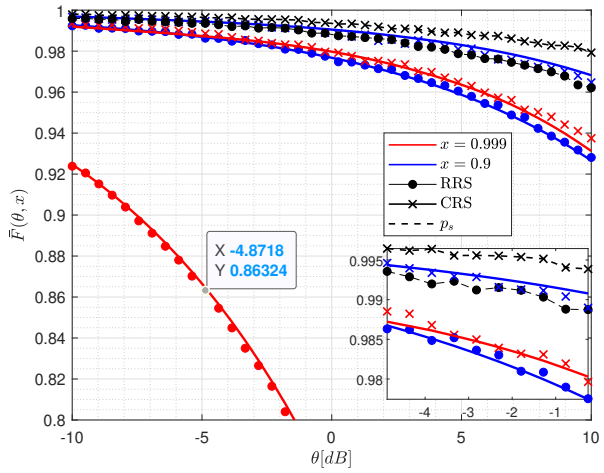 1
0.98
0.96
0.94
0.92
0.9
0.88
0.86
0.84
0.82
0.8
F̄(θ, x)
-10
-5
0
5
10
θ[dB]
X -4.8718
Y 0.86324
x = 0.999
x = 0.9
RRS
CRS
p_s
0.995
0.99
0.985
0.98
-4
-3
-2
-1